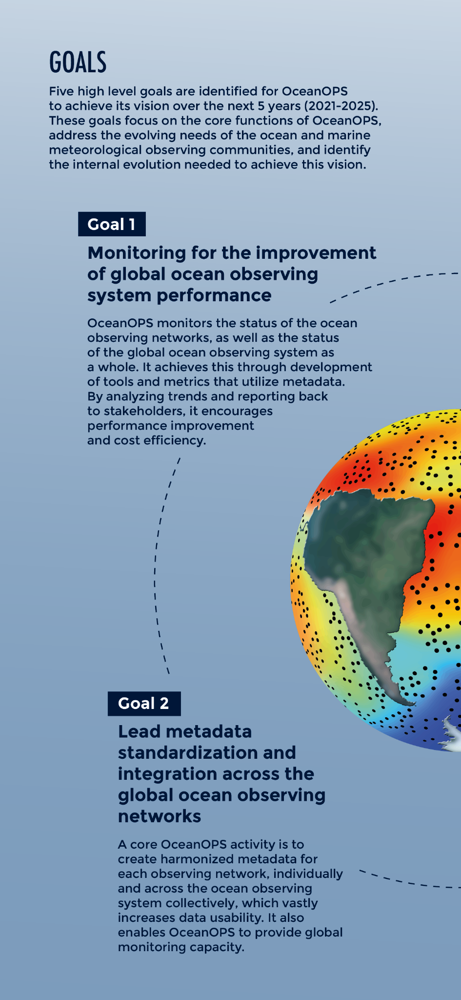 GOALS
Five high level goals are identified for OceanOPS
to achieve its vision over the next 5 years (2021-2025).
These goals focus on the core functions of OceanOPS,
address the evolving needs of the ocean and marine
meteorological observing communities, and identify
the internal evolution needed to achieve this vision.
Goal 1
Monitoring for the improvement
of global ocean observing
system performance
OceanOPS monitors the status of the ocean
observing networks, as well as the status
of the global ocean observing system as
a whole. It achieves this through development
of tools and metrics that utilize metadata.
By analyzing trends and reporting back
to stakeholders, it encourages
performance improvement
and cost efficiency.
Goal 2
Lead metadata
standardization and
integration across the
global ocean observing
networks
A core OceanOPS activity is to
create harmonized metadata for
each observing network, individually
and across the ocean observing
system collectively, which vastly
increases data usability. It also
enables OceanOPS to provide global
monitoring capacity.